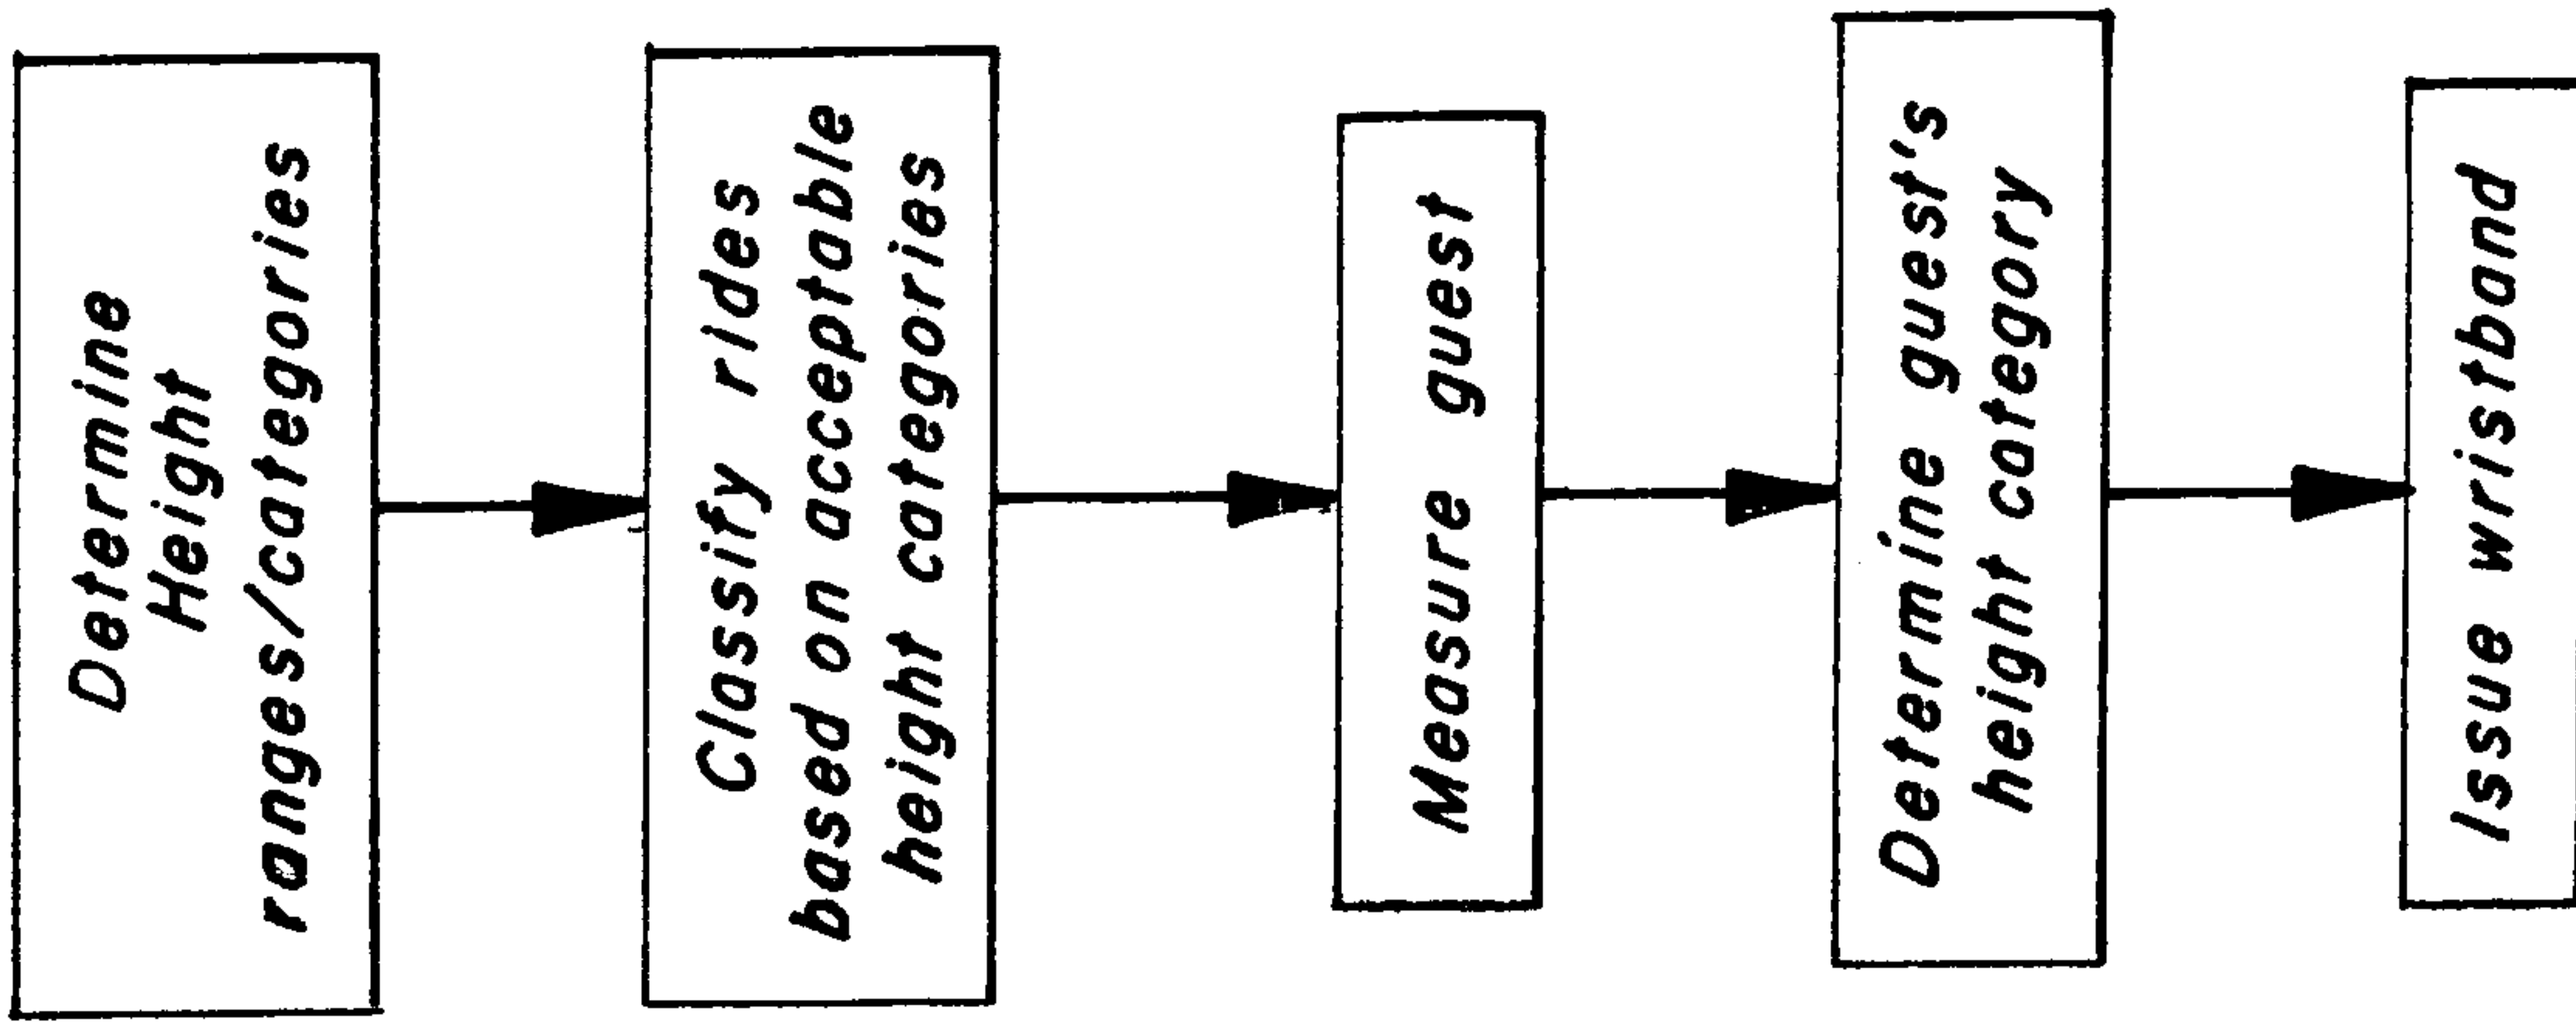 Determine
Height
ranges/categories
Classify rides
based on acceptable
height categories
Measure guest
Determine guest's
height category
Issue wristband